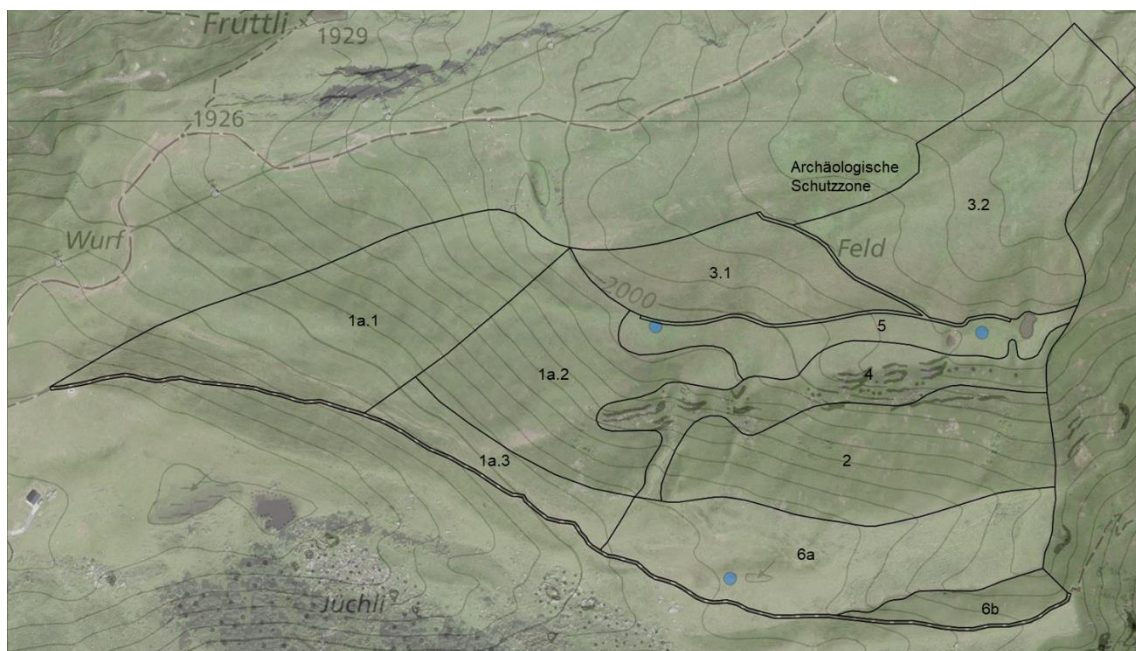 Fruttli
1929
1926
Archäologische
Schutzzone
3.2
Wurf
Feld
3.1
2000
1a.1
5
1a.2
4
1a.3
2
6a
Jüchli
6b